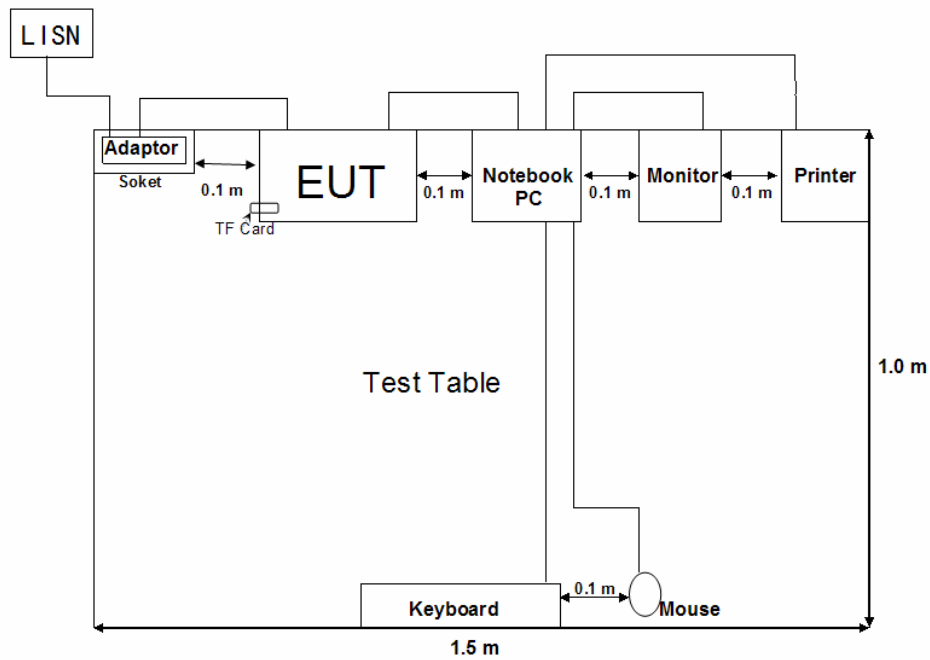 LISN
Adaptor
Soket
0.1 m
EUT
TF Card
0.1 m
Notebook
PC
0.1 m
Monitor
0.1 m
Printer
Test Table
1.0 m
Keyboard
0.1 m
Mouse
1.5 m